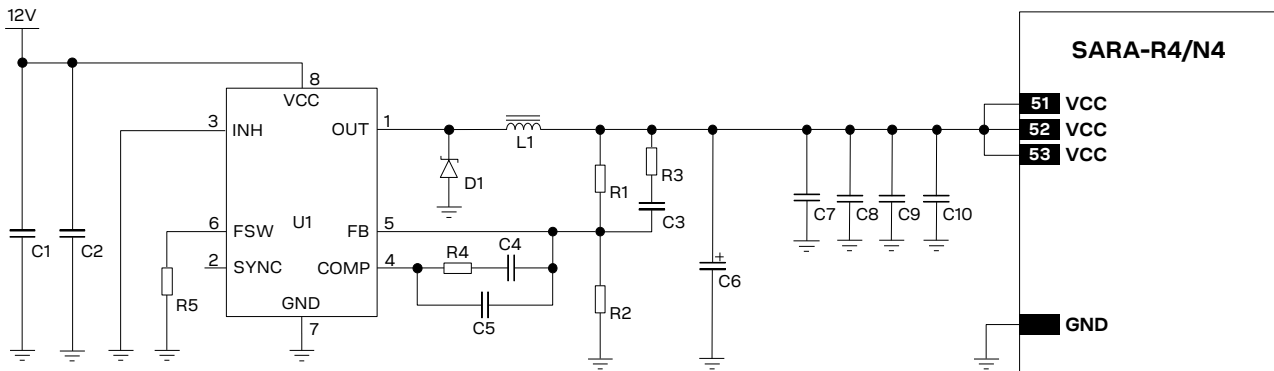 12V
SARA-R4/N4
8
VCC
51 VCC
3 INH
OUT 1
52 VCC
L1
53 VCC
D1
R1
R3
C7
C8
C9
C10
C3
6 FSW
U1
FB 5
C1
C2
R4
C4
2 SYNC
COMP 4
C6
+
R5
GND
C5
R2
7
GND